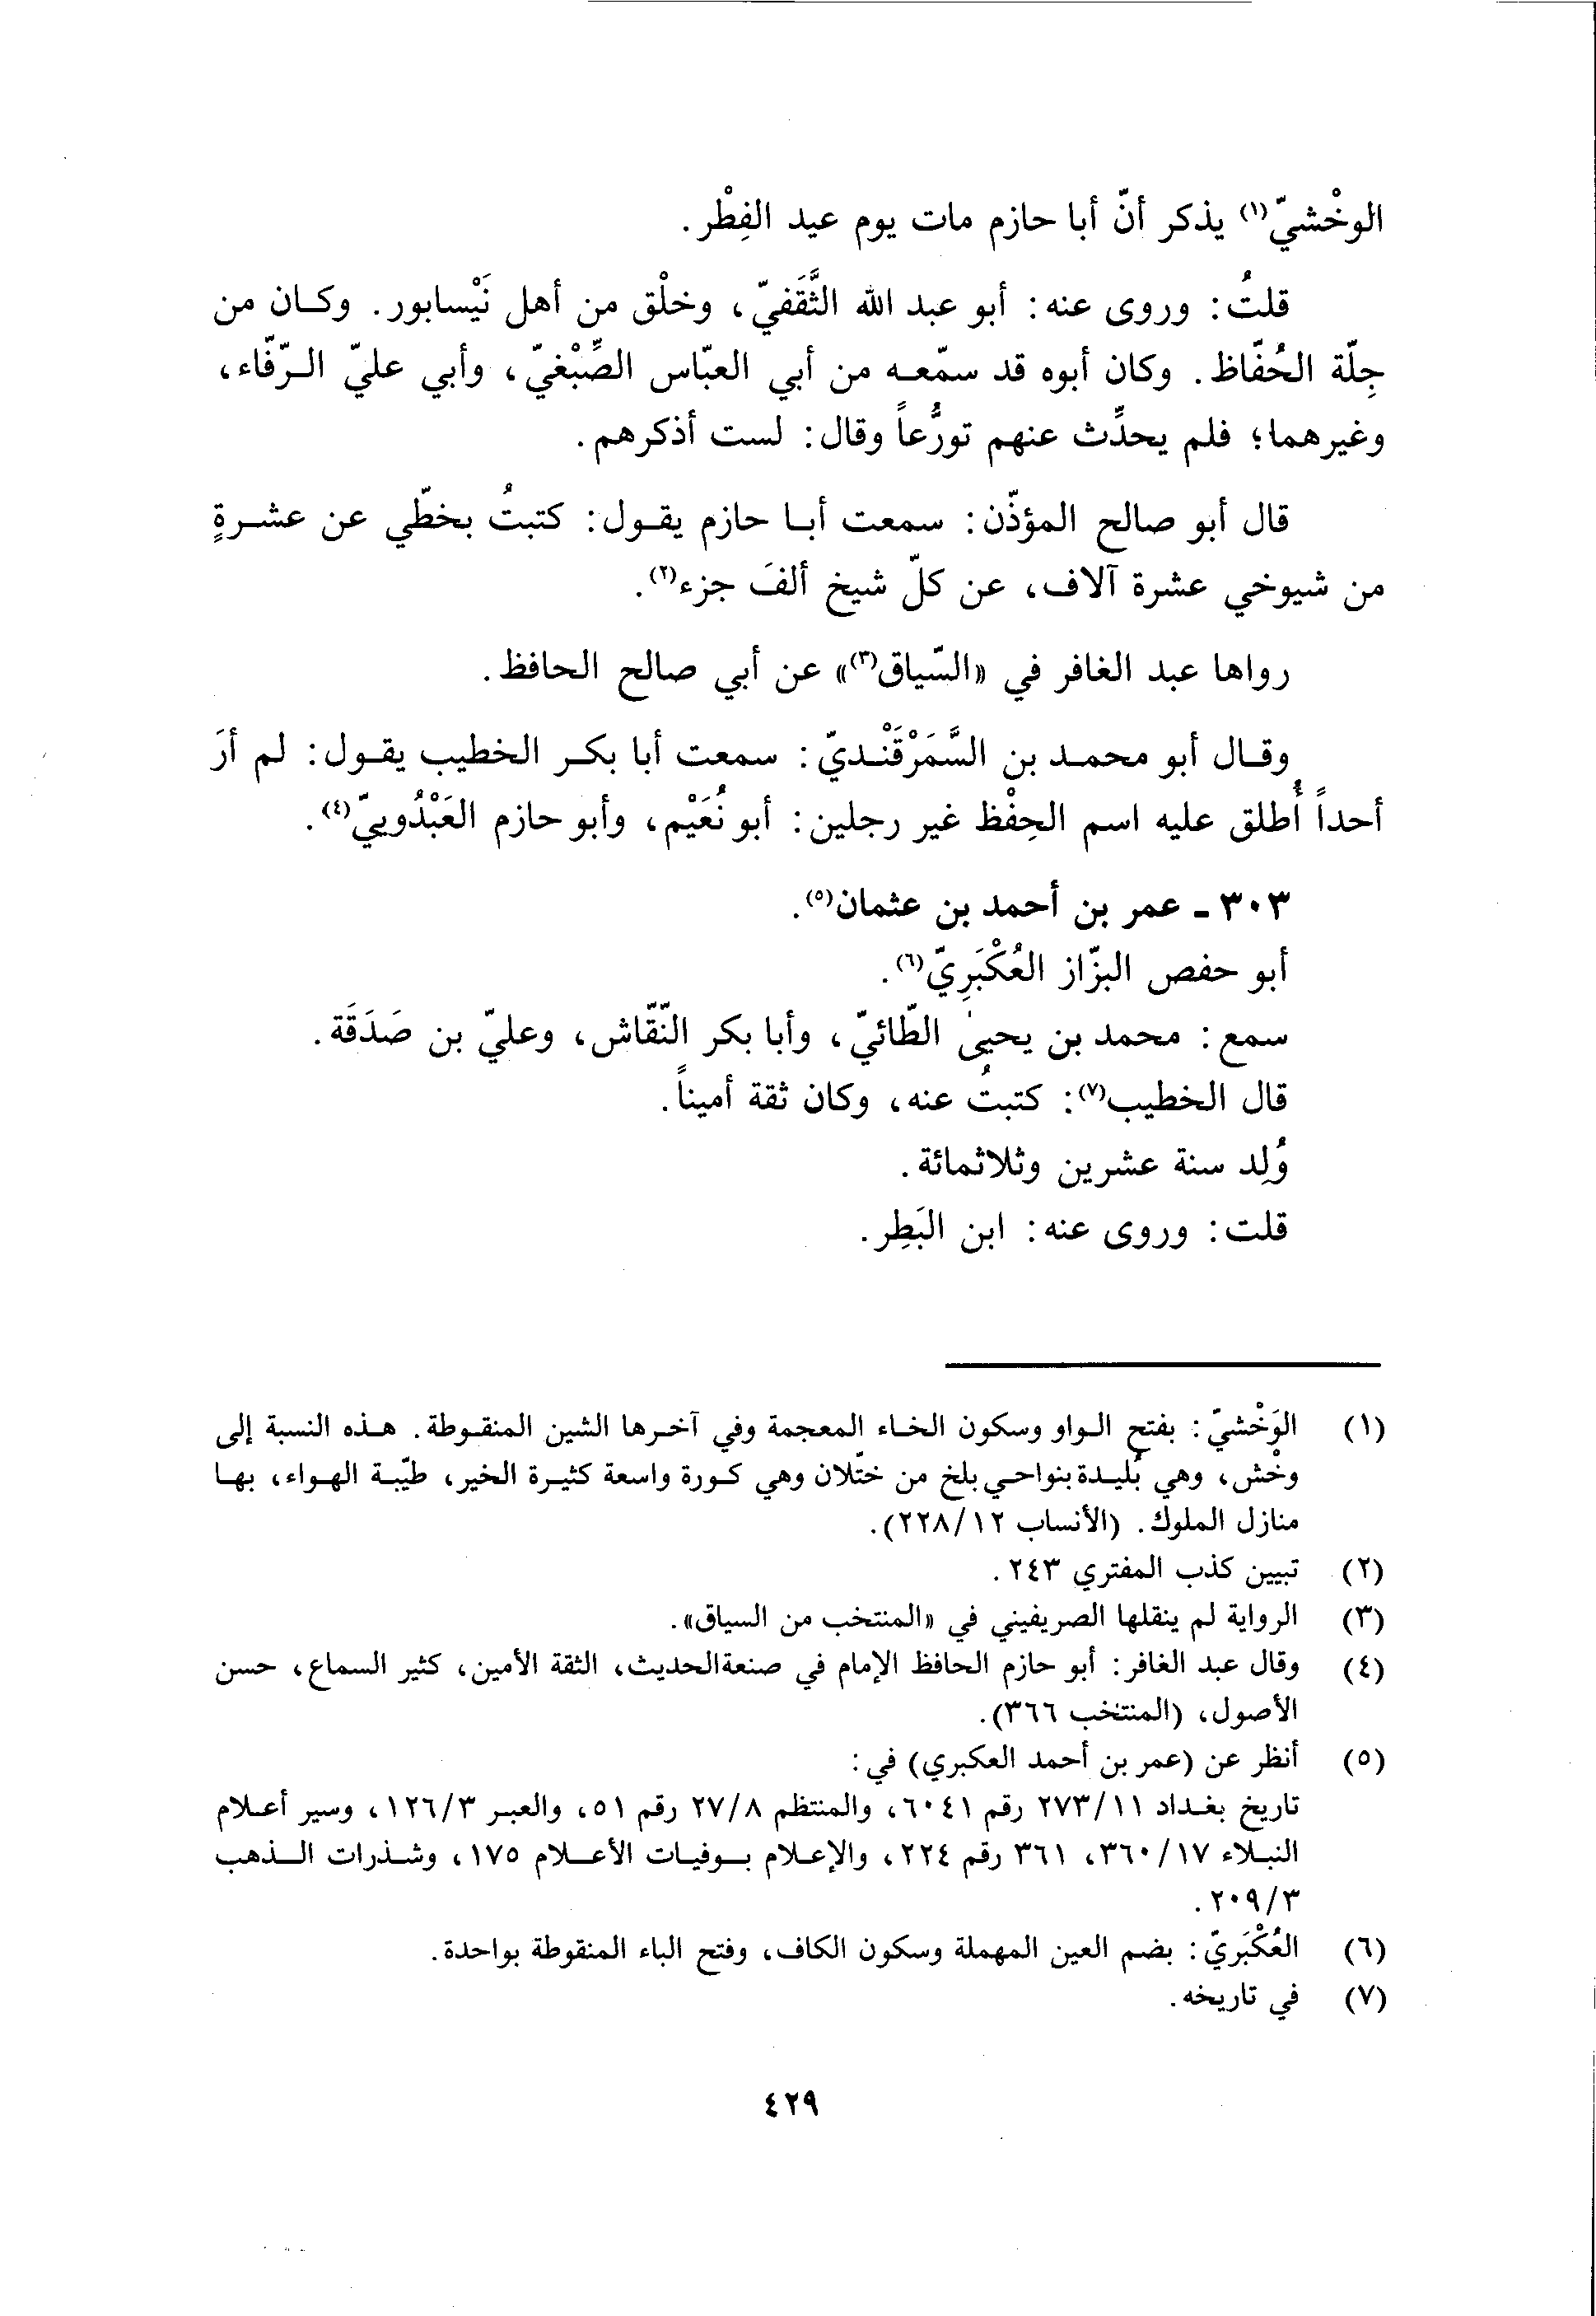 الوخْشيّ(١) يذكر أنّ أبا حازم مات يوم عيد الفِطْر.
قلتُ: وروى عنه: أبو عبد الله الثَّقَفيّ، وخلْق من أهل نَيْسابور. وكان من
جِلّة الحُفّاظ. وكان أبوه قد سمّعه من أبي العبّاس الصِّبْغيّ، وأبي عليّ الرّفّاء،
وغيرهما؛ فلم يحدِّث عنهم تورُّعاً وقال: لست أذكرهم.
قال أبو صالح المؤذّن: سمعت أبا حازم يقول: كتبتُ بخطّي عن عشرةٍ
من شيوخي عشرة آلاف، عن كلّ شيخ ألفَ جزء(٢).
رواها عبد الغافر في «السّياق(٣)» عن أبي صالح الحافظ.
وقال أبو محمد بن السَّمَرْقَنْديّ: سمعت أبا بكر الخطيب يقول: لم أرَ
أحداً أُطلق عليه اسم الحِفْظ غير رجلين: أبو نُعَيْم، وأبو حازم العَبْدُوييّ(٤).
٣٠٣ - عمر بن أحمد بن عثمان(٥).
أبو حفص البزّاز العُكْبَرِيّ(٦).
سمع: محمد بن يحيىٰ الطّائيّ، وأبا بكر النّقّاش، وعليّ بن صَدَقَة.
قال الخطيب(٧): كتبتُ عنه، وكان ثقة أميناً.
وُلِد سنة عشرين وثلاثمائة.
قلت: وروى عنه: ابن البَطِر.
(١) الوَخْشيّ: بفتح الواو وسكون الخاء المعجمة وفي آخرها الشين المنقوطة. هذه النسبة إلى
وخْش، وهي بُليدة بنواحي بلخ من ختّلان وهي كورة واسعة كثيرة الخير، طيّبة الهواء، بها
منازل الملوك. (الأنساب ١٢/٢٢٨).
(٢) تبيين كذب المفتري ٢٤٣.
(٣) الرواية لم ينقلها الصريفيني في «المنتخب من السياق».
(٤) وقال عبد الغافر: أبو حازم الحافظ الإمام في صنعةالحديث، الثقة الأمين، كثير السماع، حسن
الأصول، (المنتخب ٣٦٦).
(٥) أنظر عن (عمر بن أحمد العكبري) في:
تاريخ بغداد ١١/٢٧٣ رقم ٦٠٤١، والمنتظم ٨/٢٧ رقم ٥١، والعبر ٣/١٢٦، وسير أعلام
النبلاء ١٧/٣٦٠، ٣٦١ رقم ٢٢٤، والإعلام بوفيات الأعلام ١٧٥، وشذرات الذهب
٣/٢٠٩.
(٦) العُكْبَريّ: بضم العين المهملة وسكون الكاف، وفتح الباء المنقوطة بواحدة.
(٧) في تاريخه.
٤٢٩